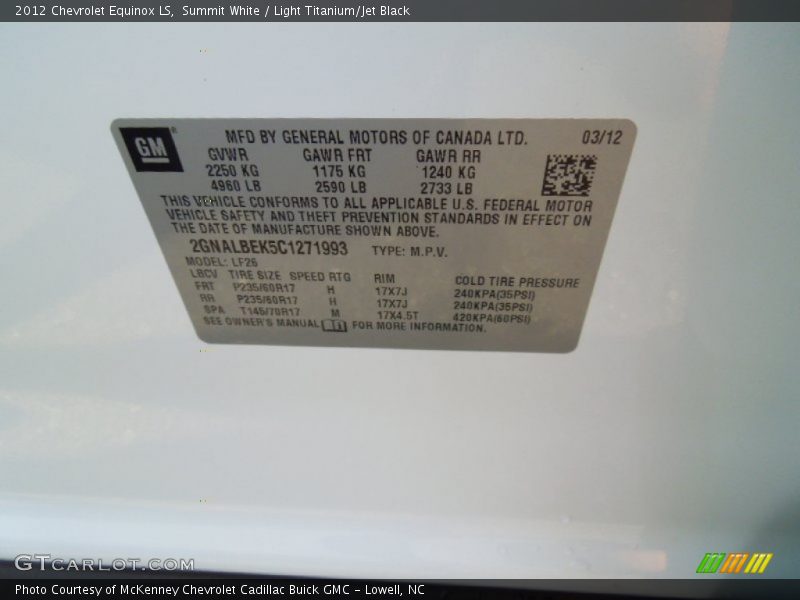 2012 Chevrolet Equinox LS, Summit White / Light Titanium/Jet Black
GM
MFD BY GENERAL MOTORS OF CANADA LTD. 03/12
GVWR GAWR FRT GAWR RR
2250 KG 1175 KG 1240 KG
4960 LB 2590 LB 2733 LB
THIS VEHICLE CONFORMS TO ALL APPLICABLE U.S. FEDERAL MOTOR
VEHICLE SAFETY AND THEFT PREVENTION STANDARDS IN EFFECT ON
THE DATE OF MANUFACTURE SHOWN ABOVE.
2GNALBEK5C1271993 TYPE: M.P.V.
MODEL: LF26
LBCV TIRE SIZE SPEED RTG RIM COLD TIRE PRESSURE
FRT P235/60R17 H 17X7J 240KPA(35PSI)
RR P235/60R17 H 17X7J 240KPA(35PSI)
SPA T145/70R17 M 17X4.5T 420KPA(60PSI)
SEE OWNER'S MANUAL FOR MORE INFORMATION.
GTCARLOT.COM
Photo Courtesy of McKenney Chevrolet Cadillac Buick GMC - Lowell, NC